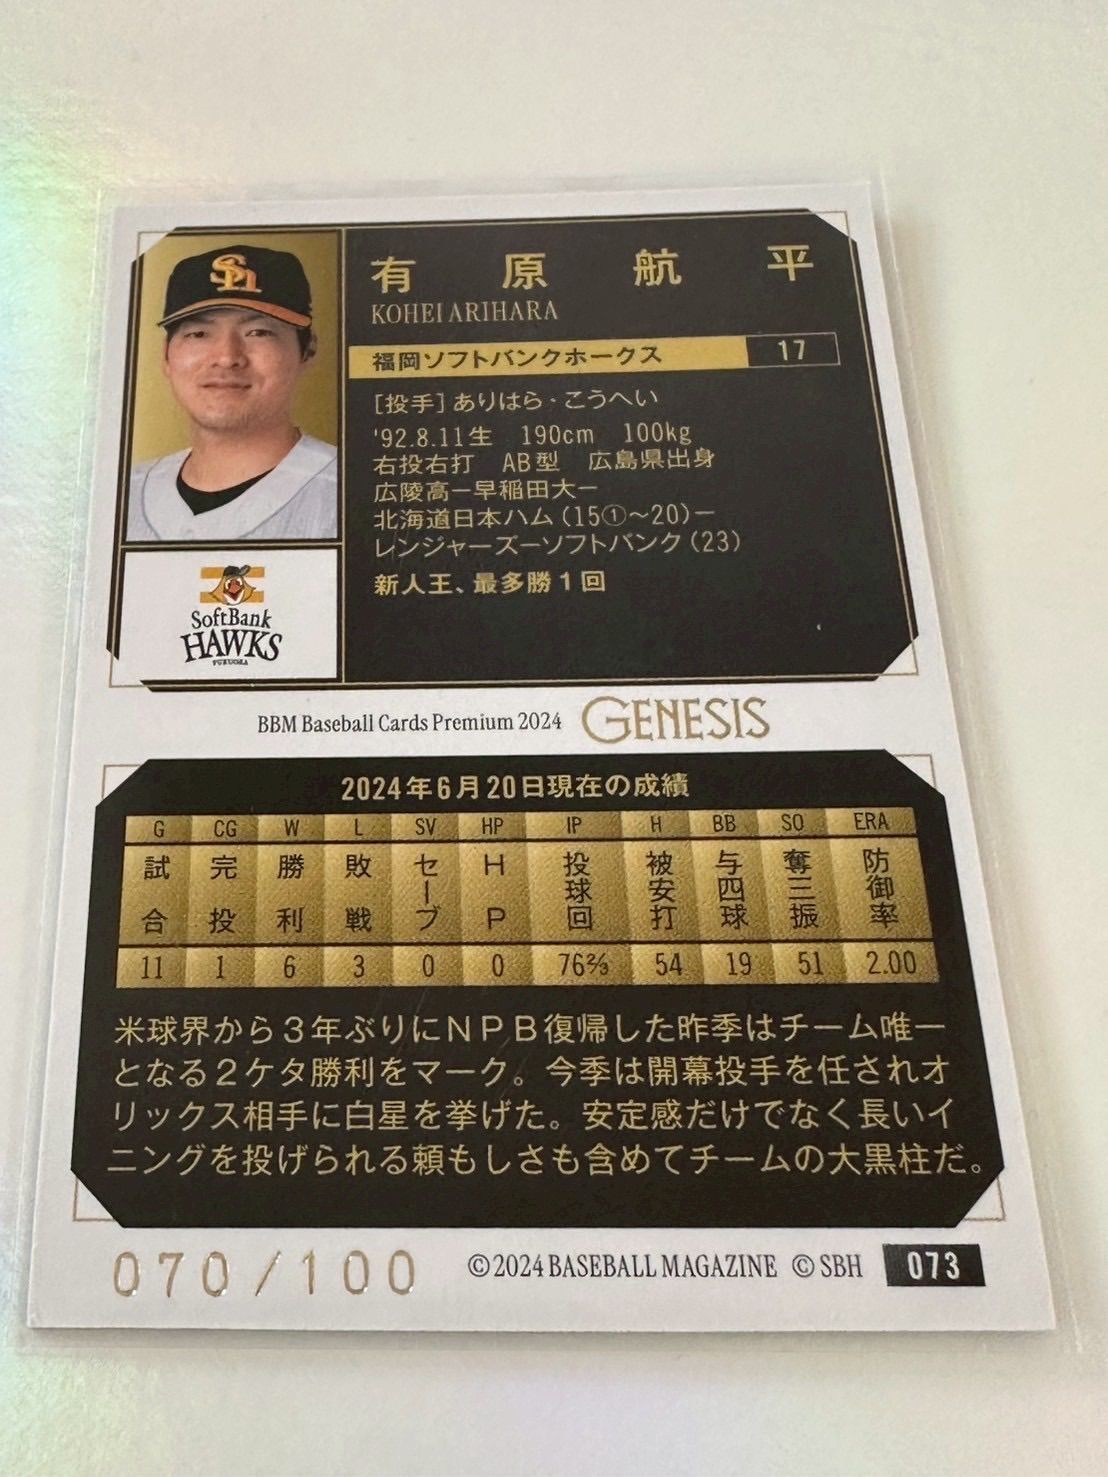 有原航平
KOHEI ARIHARA
福岡ソフトバンクホークス 17
[投手] ありはら・こうへい
'92.8.11生 190cm 100kg
右投右打 AB型 広島県出身
広陵高ー早稲田大ー
北海道日本ハム(15①〜20)ー
レンジャーズーソフトバンク(23)
新人王、最多勝1回
SoftBank
HAWKS
FUKUOKA
BBM Baseball Cards Premium 2024 GENESIS
2024年6月20日現在の成績
G CG W L SV HP IP H BB SO ERA
試合 完投 勝利 敗戦 セーブ HP 投球回 被安打 与四球 奪三振 防御率
11 1 6 3 0 0 76⅔ 54 19 51 2.00
米球界から3年ぶりにNPB復帰した昨季はチーム唯一
となる2ケタ勝利をマーク。今季は開幕投手を任されオ
リックス相手に白星を挙げた。安定感だけでなく長いイ
ニングを投げられる頼もしさも含めてチームの大黒柱だ。
070/100 ©2024 BASEBALL MAGAZINE ©SBH 073